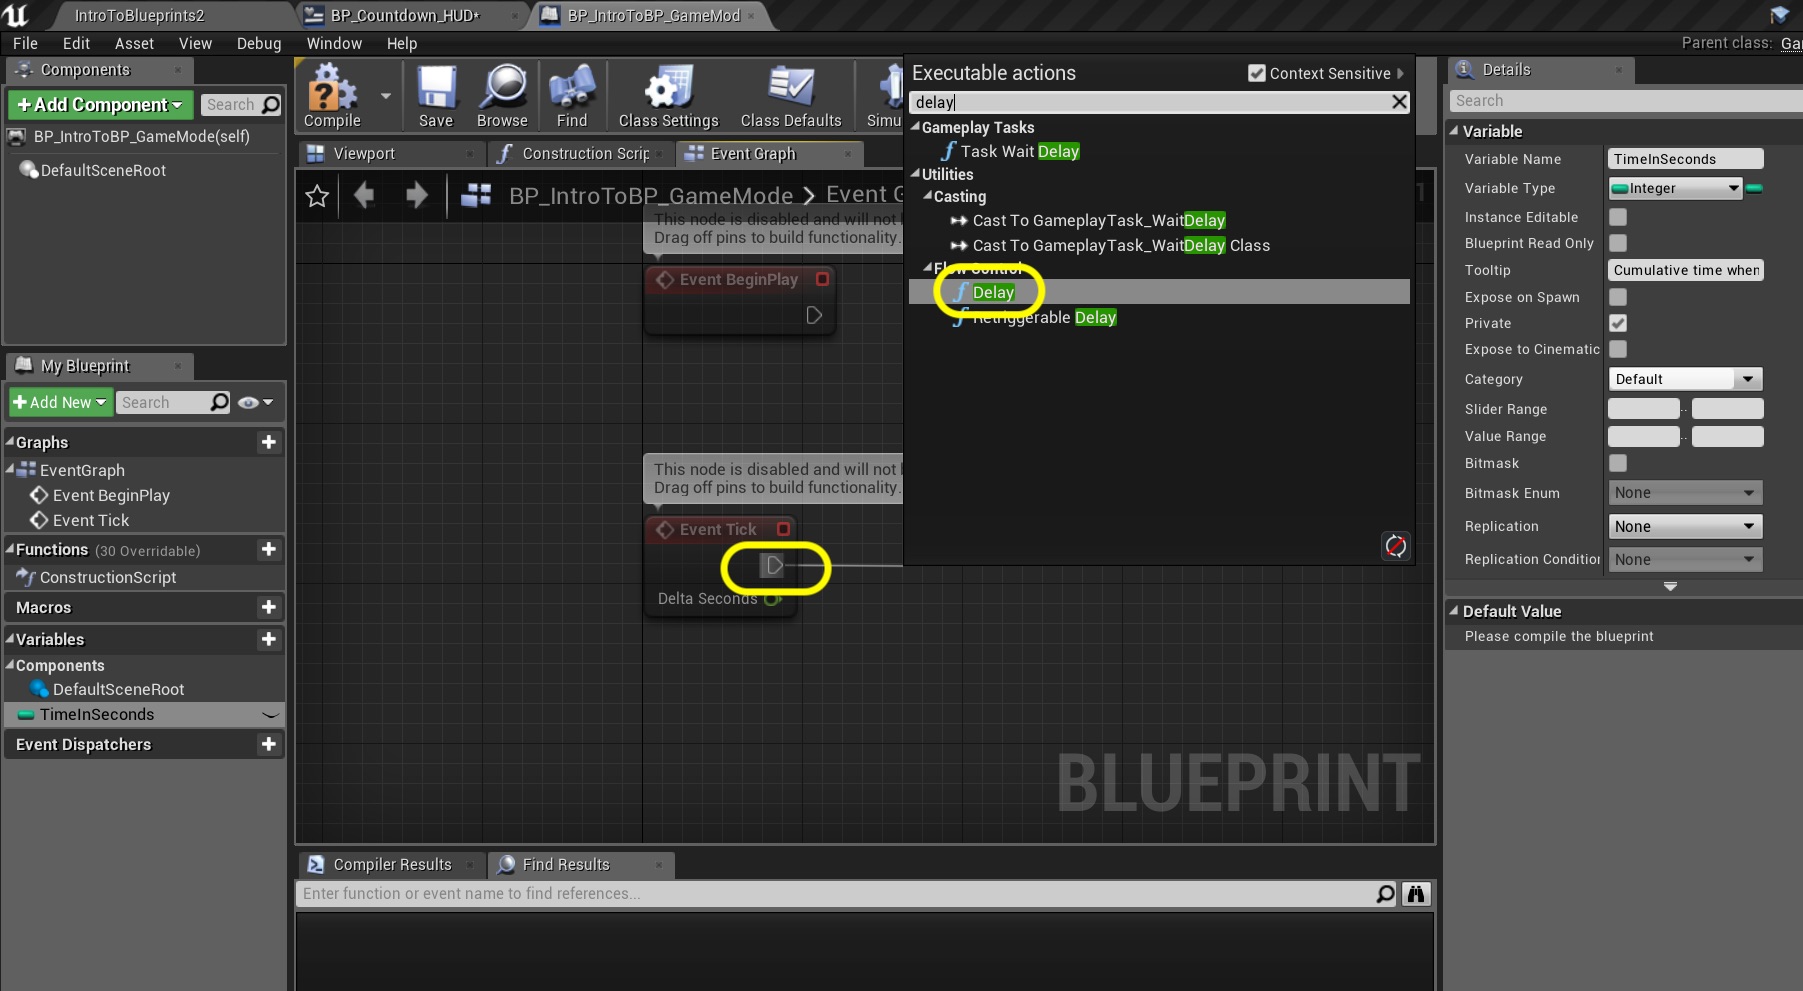 IntroToBlueprints2
BP_Countdown_HUD*
BP_IntroToBP_GameMod
File Edit Asset View Debug Window Help
Parent class:
Components
+Add Component
Search
BP_IntroToBP_GameMode(self)
DefaultSceneRoot
My Blueprint
+Add New
Search
Graphs
EventGraph
Event BeginPlay
Event Tick
Functions (30 Overridable)
ConstructionScript
Macros
Variables
Components
DefaultSceneRoot
TimeInSeconds
Event Dispatchers
Compile
Save
Browse
Find
Class Settings
Class Defaults
Simu
Viewport
Construction Scrip
Event Graph
BP_IntroToBP_GameMode > Event G
This node is disabled and will not
Drag off pins to build functionality.
Event BeginPlay
This node is disabled and will not
Drag off pins to build functionality.
Event Tick
Delta Seconds
Executable actions
Context Sensitive
delay
Gameplay Tasks
Task Wait Delay
Utilities
Casting
Cast To GameplayTask_WaitDelay
Cast To GameplayTask_WaitDelay Class
Flow Control
Delay
Retriggerable Delay
BLUEPRINT
Compiler Results
Find Results
Enter function or event name to find references...
Details
Search
Variable
Variable Name TimeInSeconds
Variable Type Integer
Instance Editable
Blueprint Read Only
Tooltip Cumulative time when
Expose on Spawn
Private
Expose to Cinematic
Category Default
Slider Range ..
Value Range ..
Bitmask
Bitmask Enum None
Replication None
Replication Condition None
Default Value
Please compile the blueprint